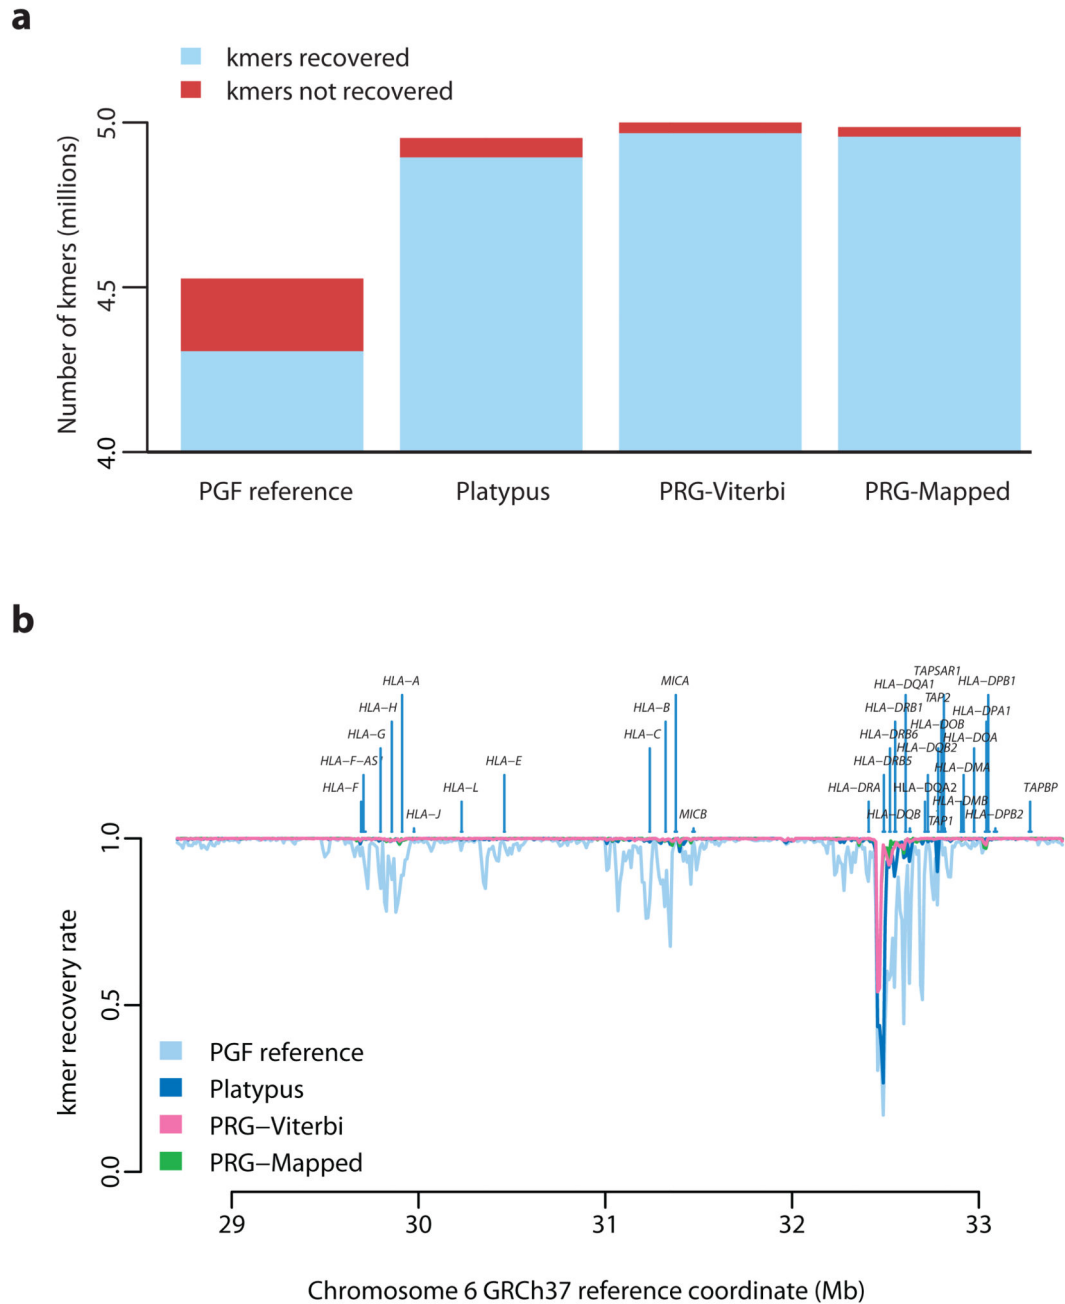 a
kmers recovered
kmers not recovered
Number of kmers (millions)
5.0
4.5
4.0
PGF reference
Platypus
PRG-Viterbi
PRG-Mapped
b
TAPSAR1
HLA–A
MICA
HLA–DQA1
HLA–DPB1
TAP2
HLA–H
HLA–B
HLA–DRB1
HLA–DPA1
HLA–DOB
HLA–G
HLA–C
HLA–DRB6
HLA–DOA
HLA–DQB2
HLA–F–AS1
HLA–E
HLA–DRB5
HLA–DMA
HLA–F
HLA–L
HLA–DRA
HLA–DQA2
TAPBP
HLA–DMB
HLA–J
MICB
HLA–DQB
TAP1
HLA–DPB2
kmer recovery rate
1.0
0.5
0.0
PGF reference
Platypus
PRG–Viterbi
PRG–Mapped
29
30
31
32
33
Chromosome 6 GRCh37 reference coordinate (Mb)